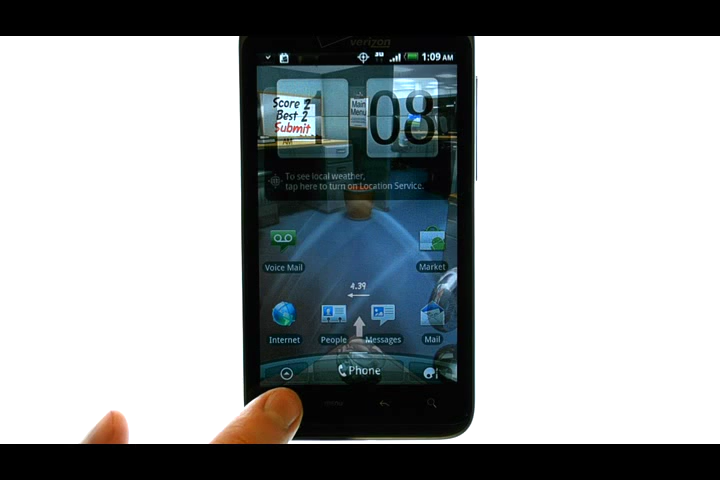 verizon
3G 1:09 AM
Score 2
Best 2
Submit
Main
Menu
08
To see local weather,
tap here to turn on Location Service.
Voice Mail
Market
4.39
Internet
People
Messages
Mail
Phone